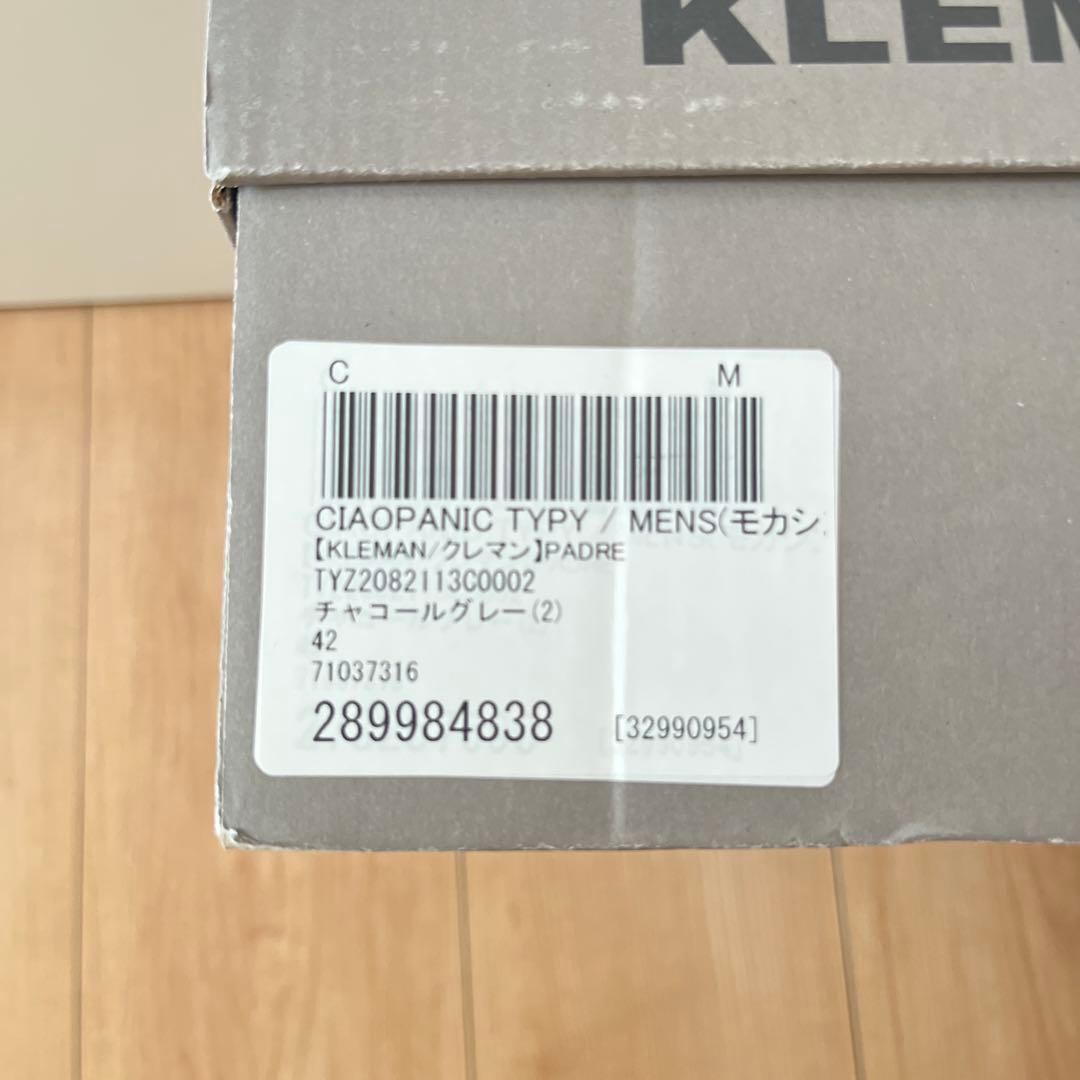 KLEM
C M
CIAOPANIC TYPY / MENS(モカシ
【KLEMAN/クレマン】PADRE
TYZ2082113C0002
チャコールグレー(2)
42
71037316
289984838 [32990954]